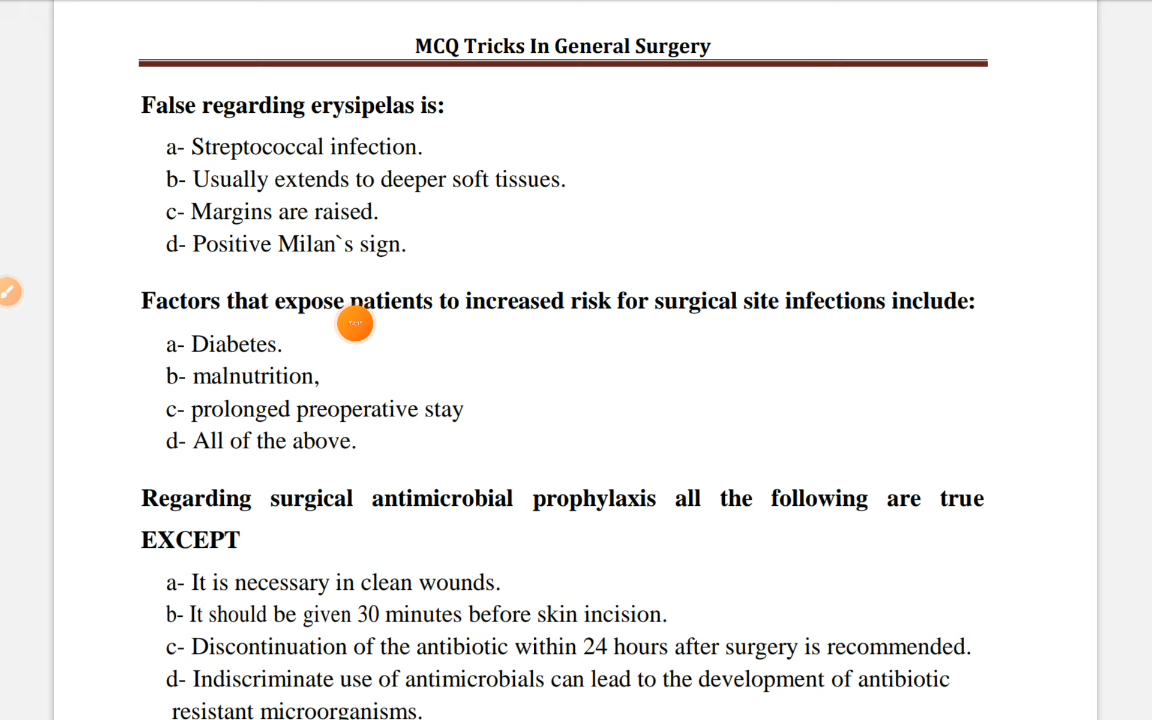 MCQ Tricks In General Surgery
False regarding erysipelas is:
a- Streptococcal infection.
b- Usually extends to deeper soft tissues.
c- Margins are raised.
d- Positive Milan`s sign.
Factors that expose patients to increased risk for surgical site infections include:
a- Diabetes.
b- malnutrition,
c- prolonged preoperative stay
d- All of the above.
Regarding surgical antimicrobial prophylaxis all the following are true
EXCEPT
a- It is necessary in clean wounds.
b- It should be given 30 minutes before skin incision.
c- Discontinuation of the antibiotic within 24 hours after surgery is recommended.
d- Indiscriminate use of antimicrobials can lead to the development of antibiotic
resistant microorganisms.